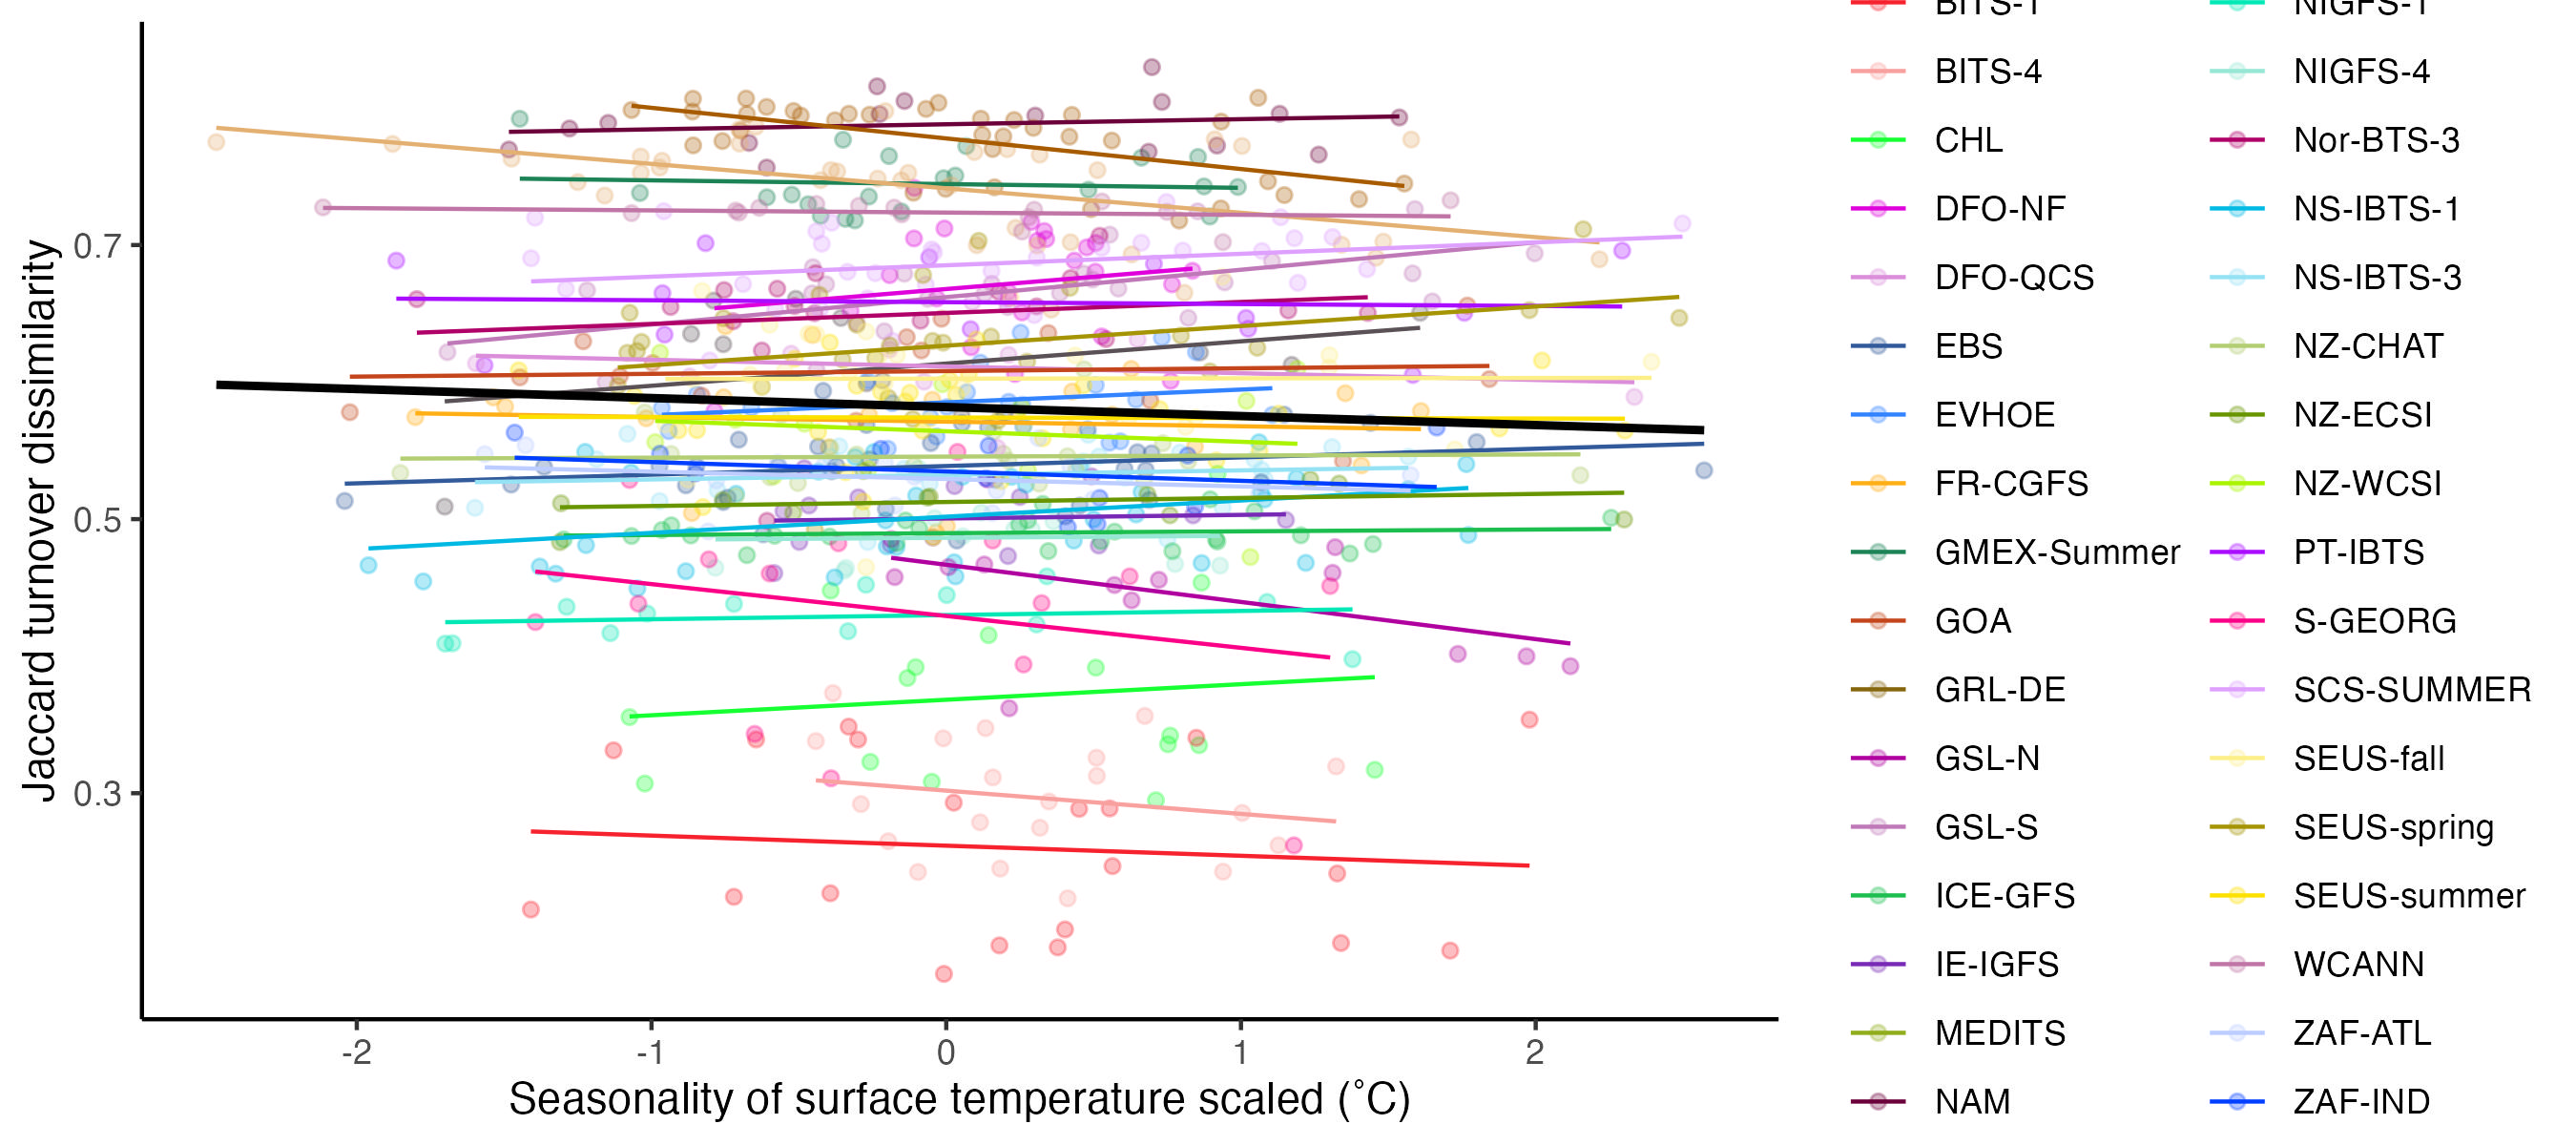 Jaccard turnover dissimilarity
0.7
0.5
0.3
-2
-1
0
1
2
Seasonality of surface temperature scaled (˚C)
BITS-1
BITS-4
CHL
DFO-NF
DFO-QCS
EBS
EVHOE
FR-CGFS
GMEX-Summer
GOA
GRL-DE
GSL-N
GSL-S
ICE-GFS
IE-IGFS
MEDITS
NAM
NIGFS-1
NIGFS-4
Nor-BTS-3
NS-IBTS-1
NS-IBTS-3
NZ-CHAT
NZ-ECSI
NZ-WCSI
PT-IBTS
S-GEORG
SCS-SUMMER
SEUS-fall
SEUS-spring
SEUS-summer
WCANN
ZAF-ATL
ZAF-IND